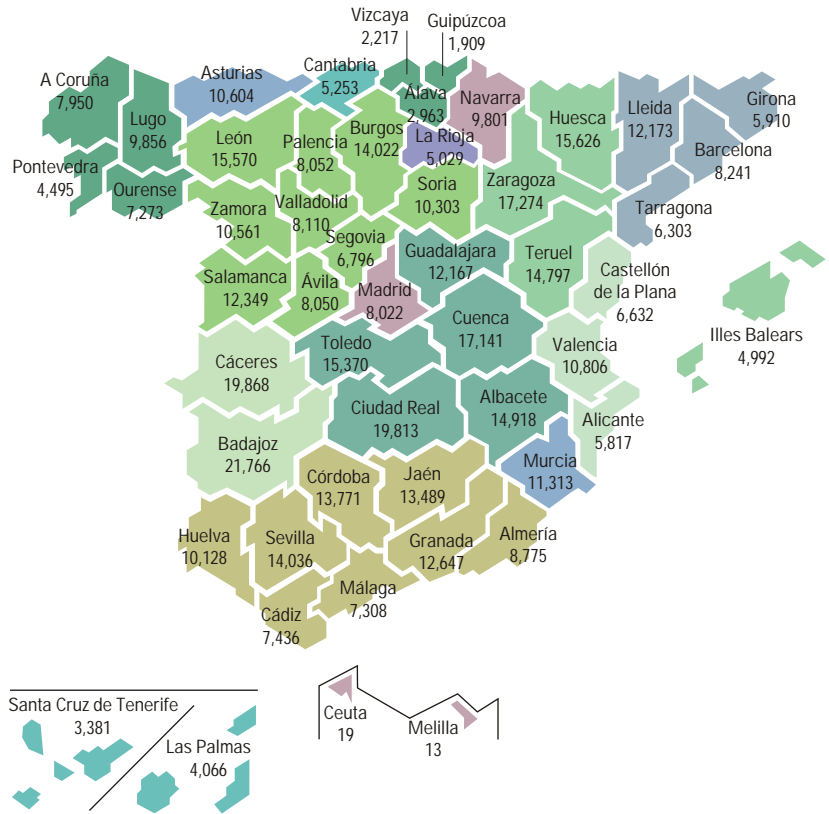 Vizcaya
2,217
Guipúzcoa
1,909
A Coruña
7,950
Lugo
9,856
Asturias
10,604
Cantabria
5,253
Álava
2,963
Navarra
9,801
Huesca
15,626
Lleida
12,173
Girona
5,910
Barcelona
8,241
Pontevedra
4,495
Ourense
7,273
León
15,570
Palencia
8,052
Burgos
14,022
La Rioja
5,029
Soria
10,303
Zaragoza
17,274
Tarragona
6,303
Zamora
10,561
Valladolid
8,110
Segovia
6,796
Guadalajara
12,167
Teruel
14,797
Castellón
de la Plana
6,632
Salamanca
12,349
Ávila
8,050
Madrid
8,022
Cuenca
17,141
Valencia
10,806
Illes Balears
4,992
Cáceres
19,868
Toledo
15,370
Ciudad Real
19,813
Albacete
14,918
Alicante
5,817
Badajoz
21,766
Córdoba
13,771
Jaén
13,489
Murcia
11,313
Huelva
10,128
Sevilla
14,036
Granada
12,647
Almería
8,775
Málaga
7,308
Cádiz
7,436
Santa Cruz de Tenerife
3,381
Las Palmas
4,066
Ceuta
19
Melilla
13